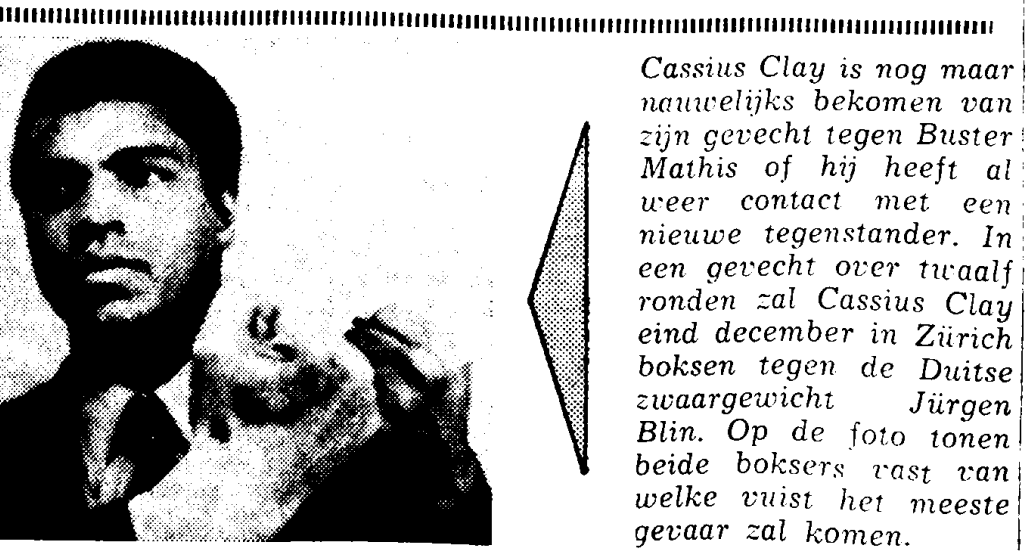 Cassius Clay is nog maar
nauwelijks bekomen van
zijn gevecht tegen Buster
Mathis of hij heeft al
weer contact met een
nieuwe tegenstander. In
een gevecht over twaalf
ronden zal Cassius Clay
eind december in Zürich
boksen tegen de Duitse
zwaargewicht Jürgen
Blin. Op de foto tonen
beide boksers vast van
welke vuist het meeste
gevaar zal komen.